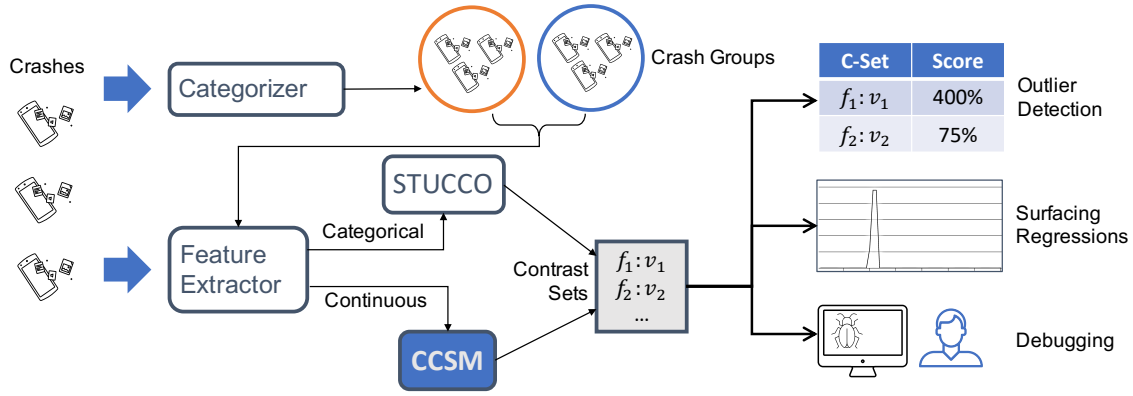 Crashes
Categorizer
Crash Groups
C-Set Score
f₁:v₁ 400%
f₂:v₂ 75%
Outlier
Detection
STUCCO
Categorical
Feature
Extractor
Continuous
CCSM
Contrast
Sets
f₁:v₁
f₂:v₂
...
Surfacing
Regressions
Debugging